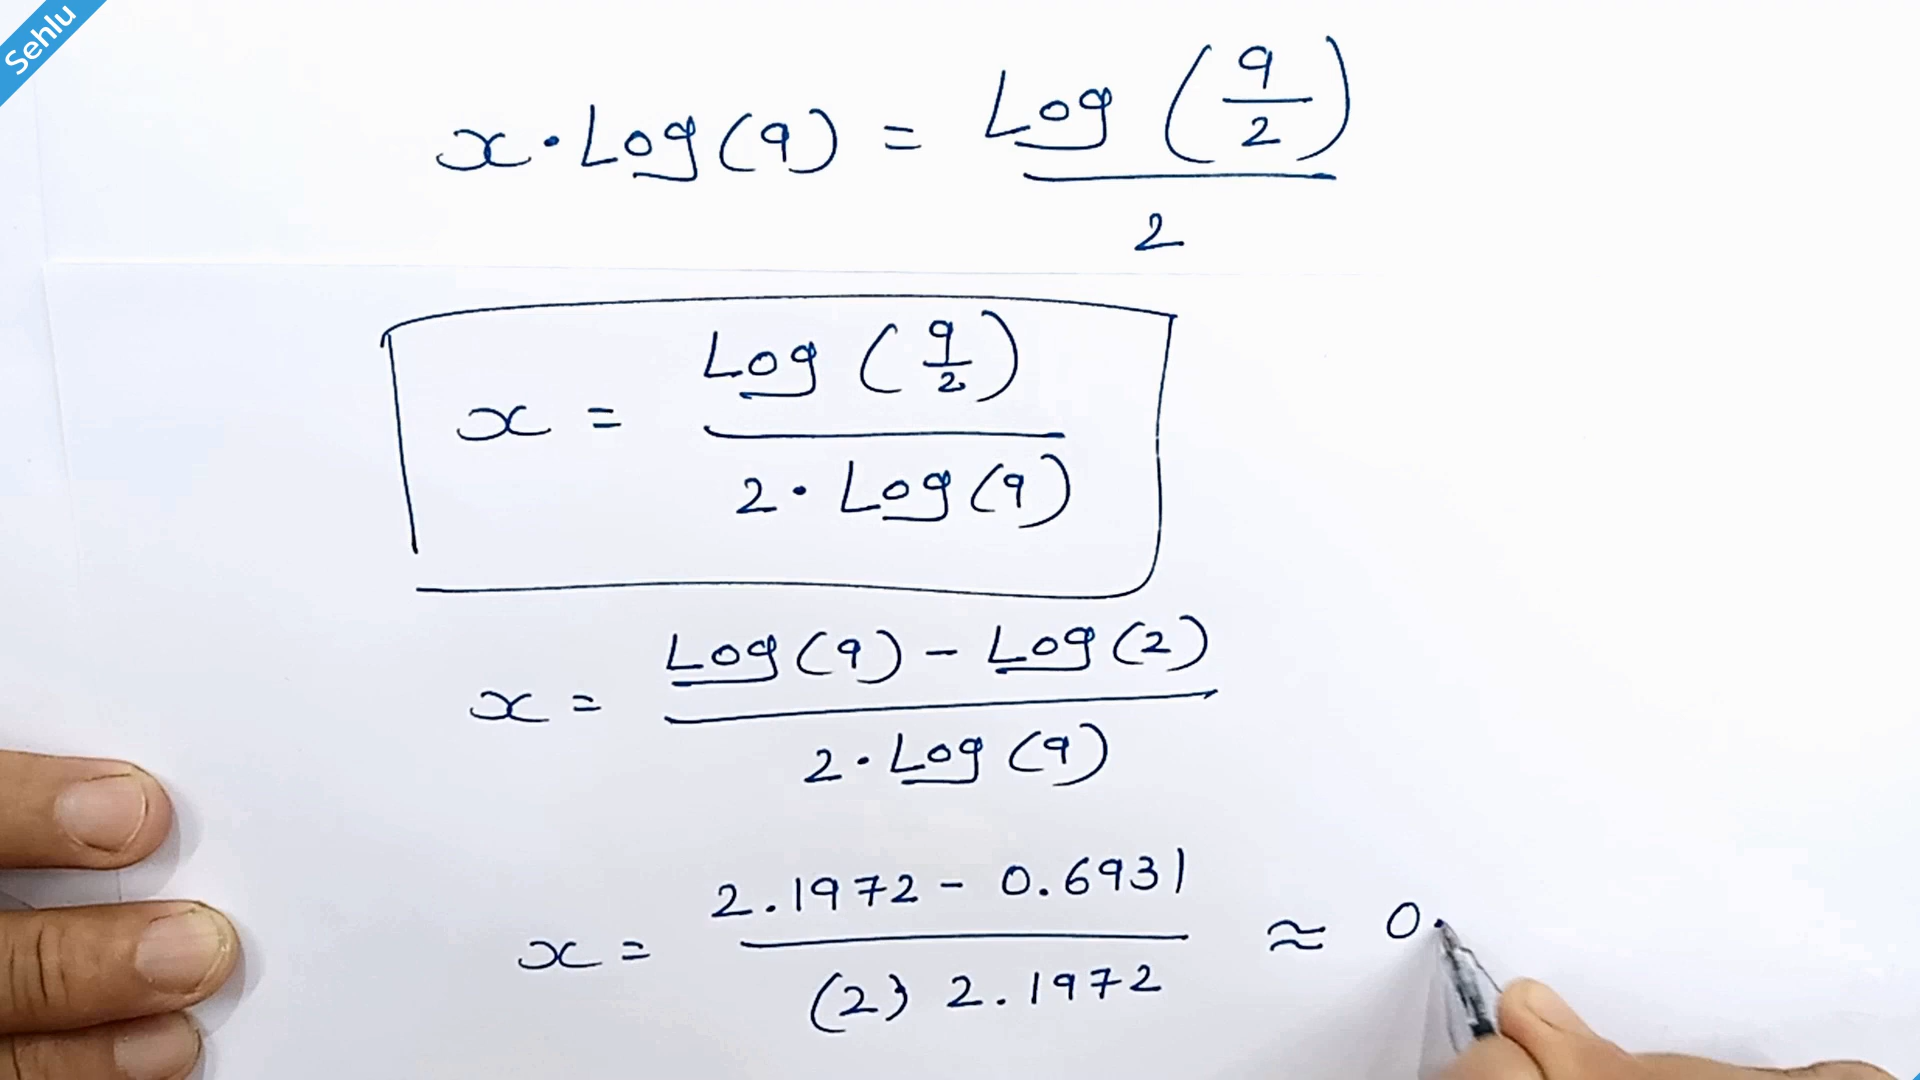 Sehlu
x · Log (9) = Log (9/2) / 2
x = Log (9/2) / 2 · Log (9)
x = Log (9) - Log (2) / 2 · Log (9)
x = 2.1972 - 0.6931 / (2) 2.1972 ≈ 0.